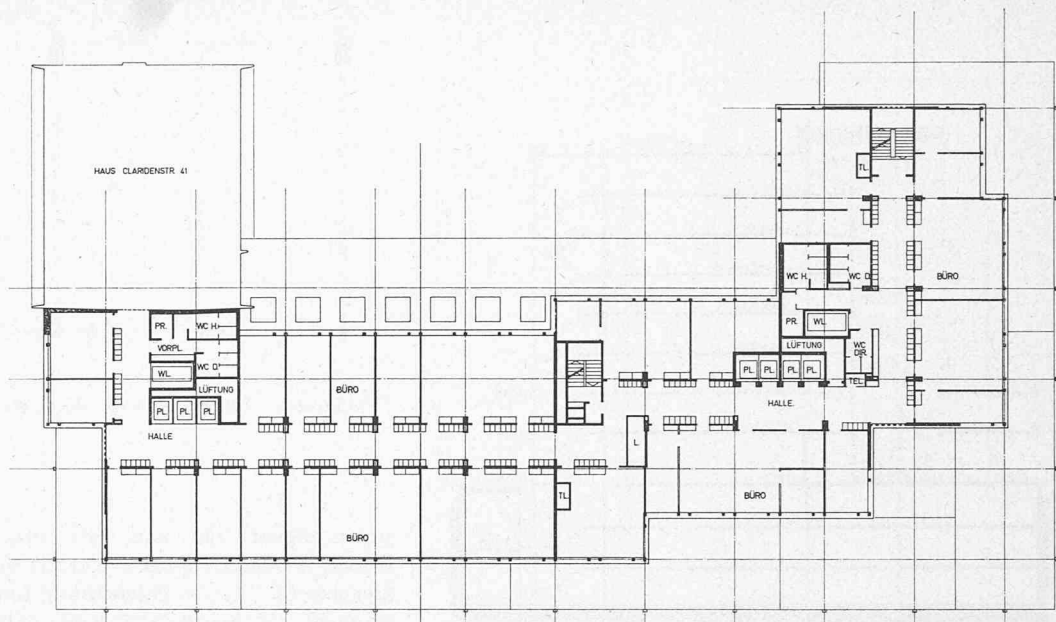 HAUS CLARIDENSTR. 41
TL.
WC H.
WC D.
BÜRO
PR.
WL.
LÜFTUNG
WC
DIR.
PL.
PL.
PL.
PL.
TEL.
HALLE.
PR.
WC H.
VORPL.
WC D.
WL.
LÜFTUNG
PL.
PL.
PL.
HALLE
BÜRO
L.
TL.
BÜRO
BÜRO